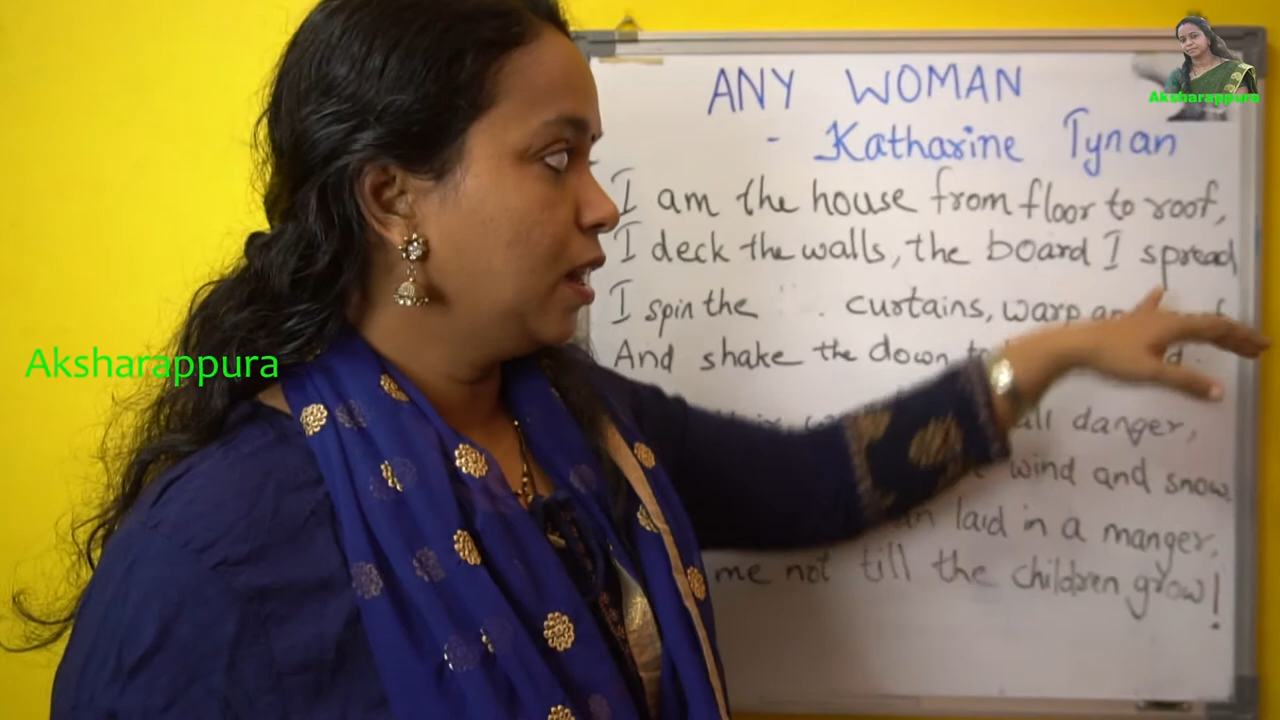 ANY WOMAN
- Katharine Tynan
I am the house from floor to roof,
I deck the walls, the board I spread
I spin the curtains, warp
And shake the down
all danger,
wind and snow
laid in a manger,
me not till the children grow!
Aksharappura
Aksharappura